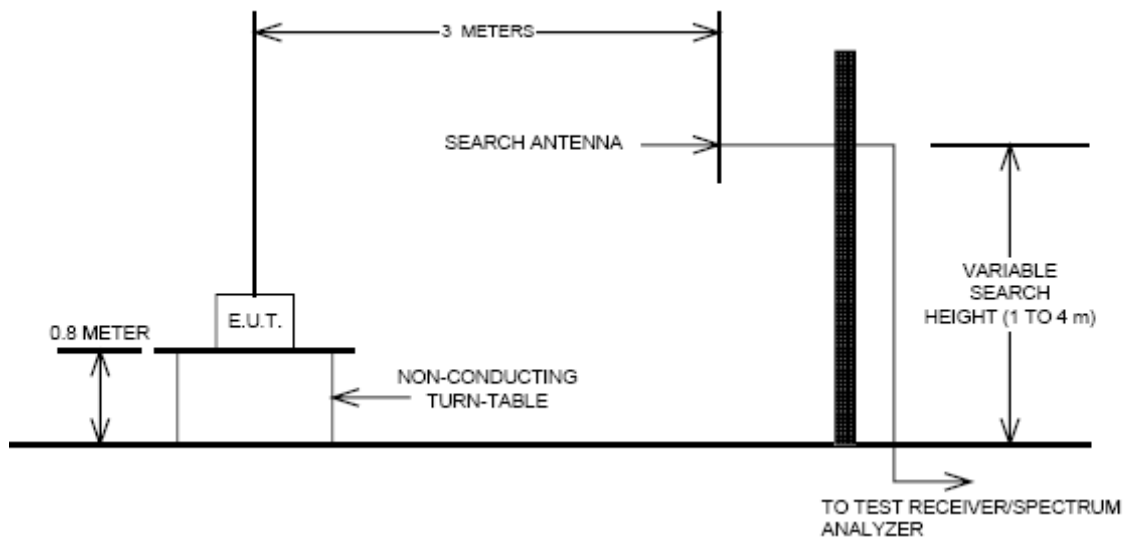 3 METERS
SEARCH ANTENNA
VARIABLE
SEARCH
HEIGHT (1 TO 4 m)
E.U.T.
0.8 METER
NON-CONDUCTING
TURN-TABLE
TO TEST RECEIVER/SPECTRUM
ANALYZER